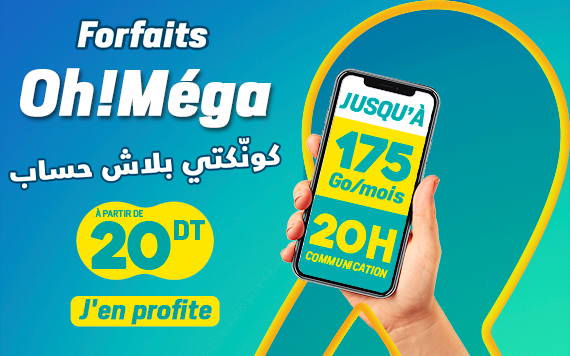 Forfaits
Oh!Méga
كونّكتي بلاش حساب
À PARTIR DE
20 DT
J'en profite
JUSQU'À
175
Go/mois
20H
COMMUNICATION